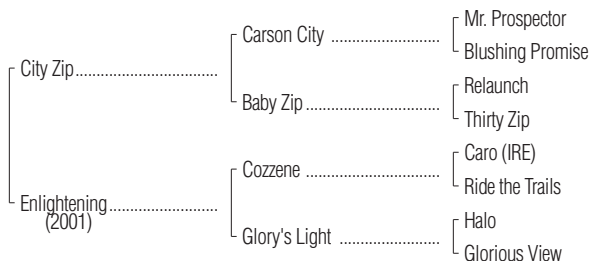 Carson City ....................... Mr. Prospector
Blushing Promise
City Zip..............................
Baby Zip ............................ Relaunch
Thirty Zip
Cozzene ............................ Caro (IRE)
Ride the Trails
Enlightening.......................
(2001)
Glory's Light ..................... Halo
Glorious View